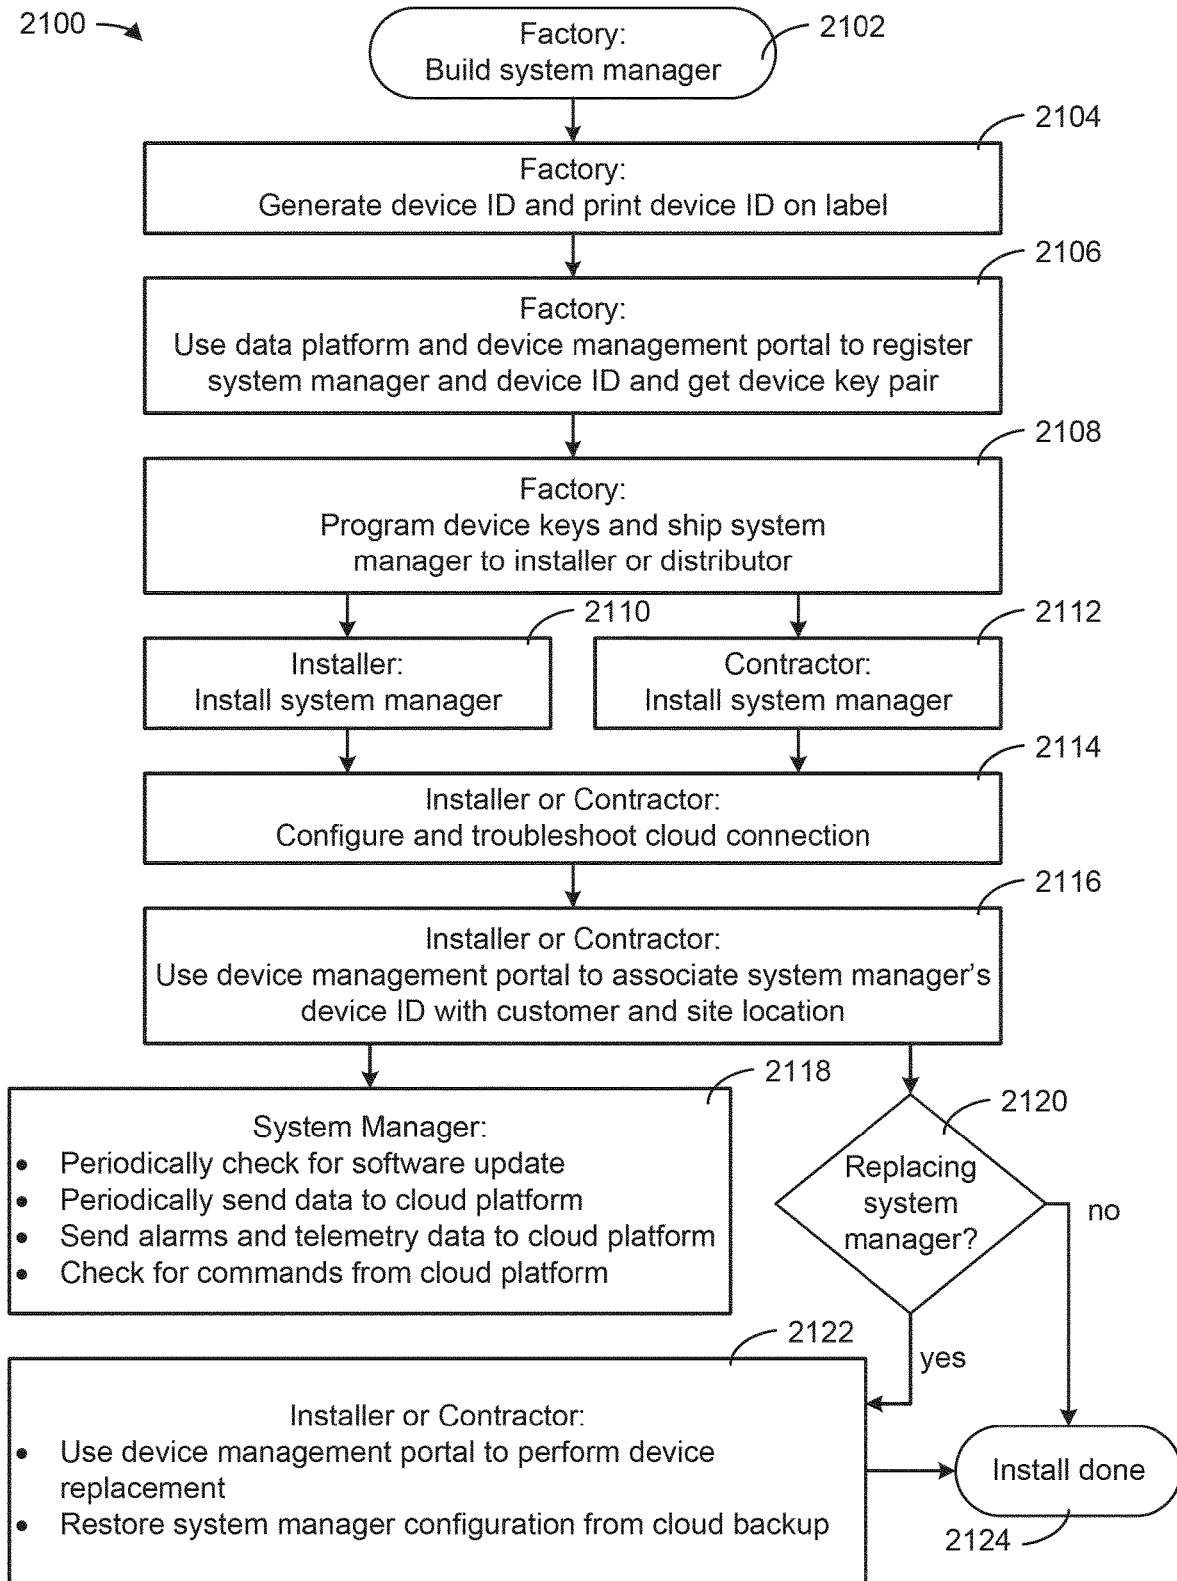 2100
Factory:
Build system manager
2102
2104
Factory:
Generate device ID and print device ID on label
2106
Factory:
Use data platform and device management portal to register
system manager and device ID and get device key pair
2108
Factory:
Program device keys and ship system
manager to installer or distributor
2110
2112
Installer:
Install system manager
Contractor:
Install system manager
2114
Installer or Contractor:
Configure and troubleshoot cloud connection
2116
Installer or Contractor:
Use device management portal to associate system manager's
device ID with customer and site location
2118
System Manager:
• Periodically check for software update
• Periodically send data to cloud platform
• Send alarms and telemetry data to cloud platform
• Check for commands from cloud platform
2120
Replacing
system
manager?
no
yes
2122
Installer or Contractor:
• Use device management portal to perform device
replacement
• Restore system manager configuration from cloud backup
Install done
2124